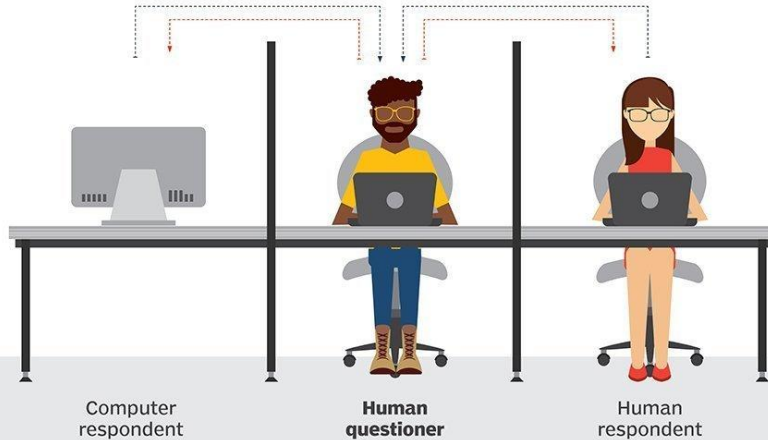 Computer
respondent
Human
questioner
Human
respondent